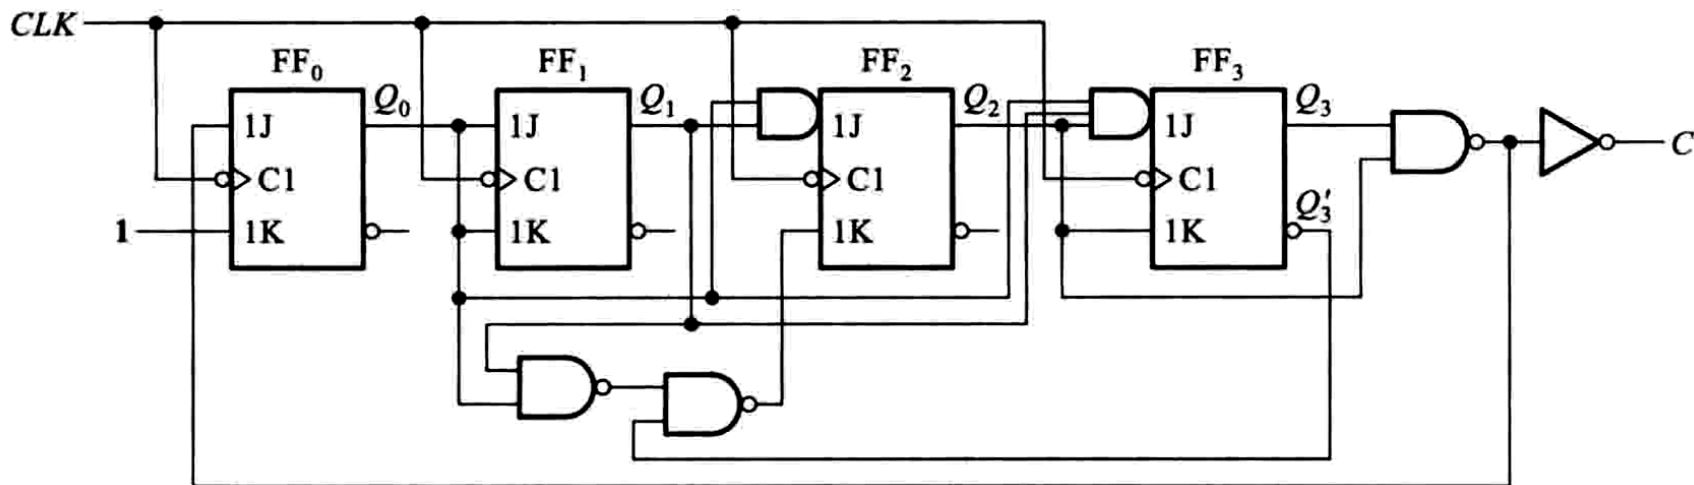 CLK
FF₀ FF₁ FF₂ FF₃
Q₀ Q₁ Q₂ Q₃
1J 1J 1J 1J C
C1 C1 C1 C1
Q₃′
1 1K 1K 1K 1K